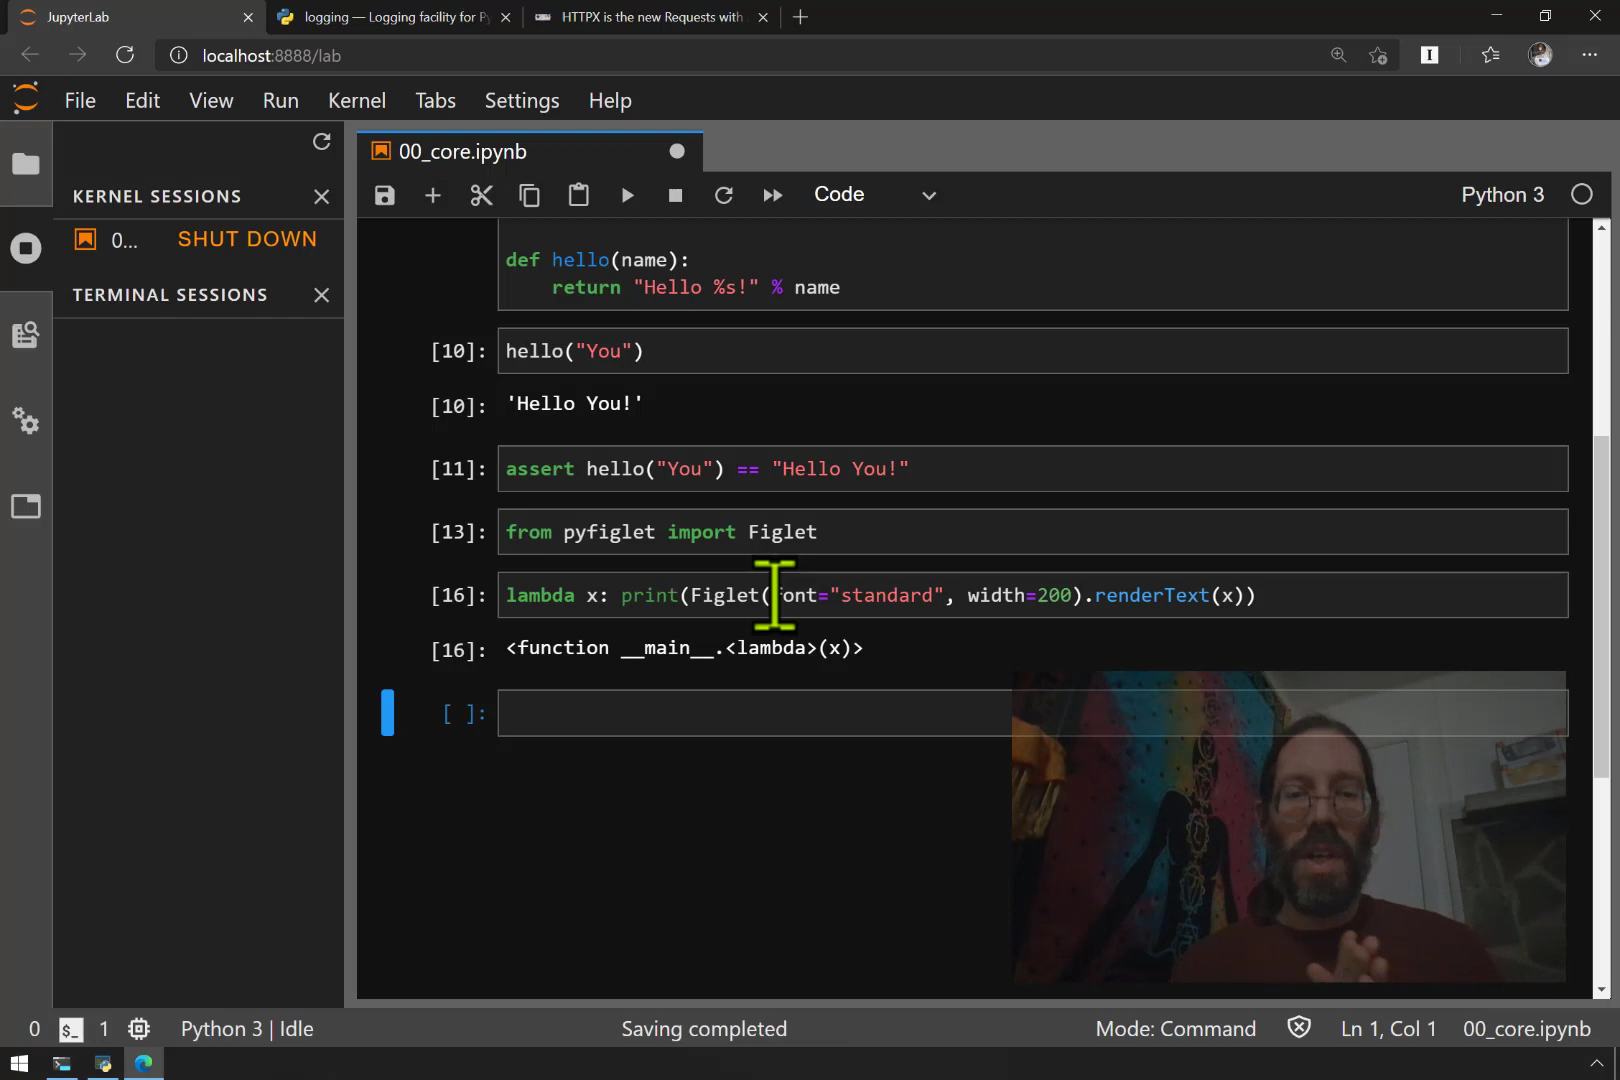 JupyterLab
logging — Logging facility for P
HTTPX is the new Requests with
localhost:8888/lab
File Edit View Run Kernel Tabs Settings Help
00_core.ipynb
KERNEL SESSIONS
0... SHUT DOWN
TERMINAL SESSIONS
Code
Python 3
def hello(name):
return "Hello %s!" % name
[10]: hello("You")
[10]: 'Hello You!'
[11]: assert hello("You") == "Hello You!"
[13]: from pyfiglet import Figlet
[16]: lambda x: print(Figlet(font="standard", width=200).renderText(x))
[16]: <function __main__.<lambda>(x)>
[ ]:
0 $_ 1 Python 3 | Idle Saving completed Mode: Command Ln 1, Col 1 00_core.ipynb